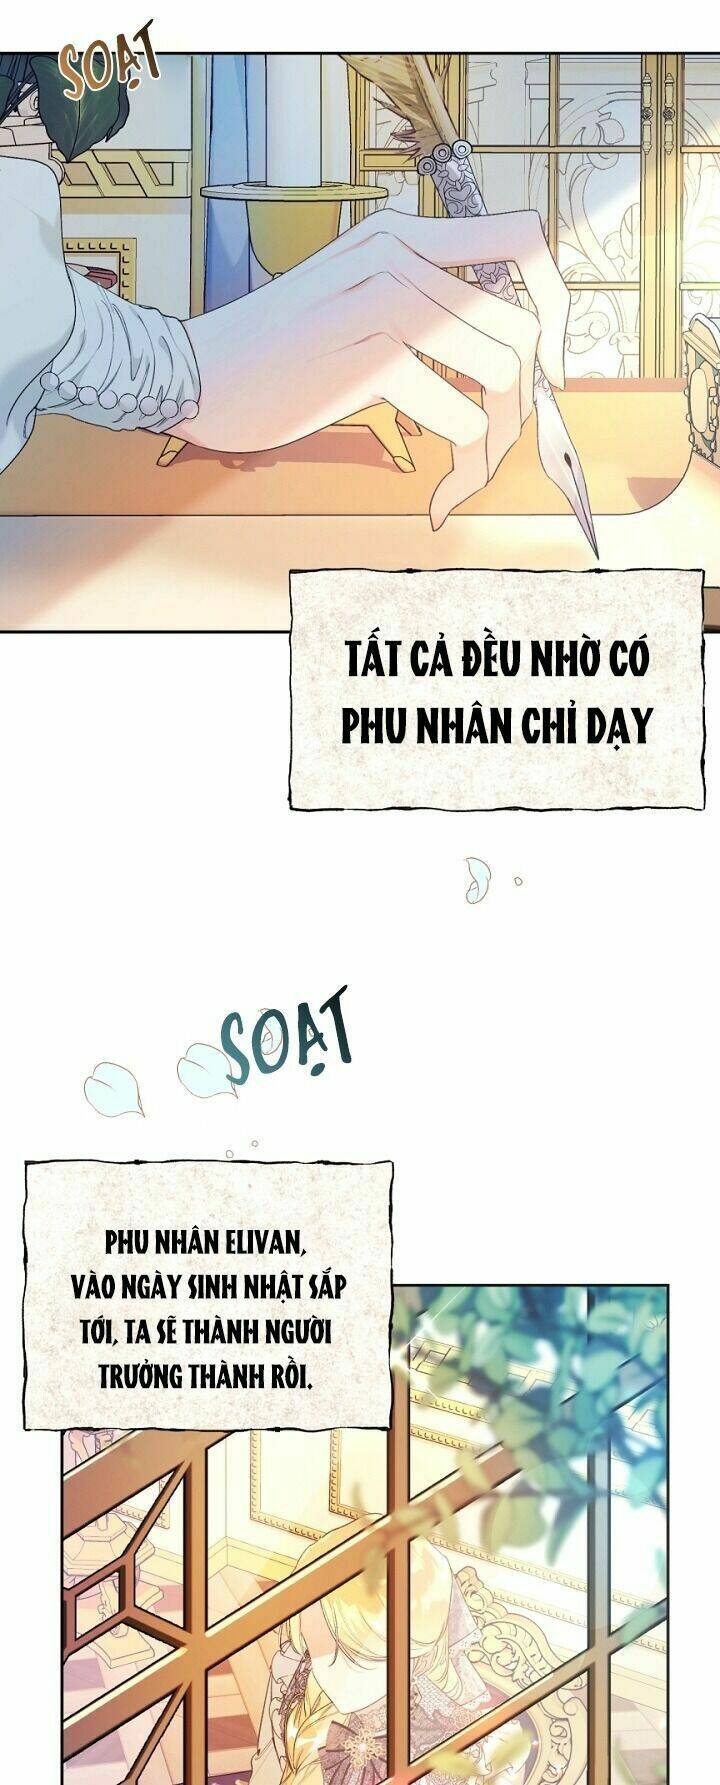 SOẠT
TẤT CẢ ĐỀU NHỜ CÓ
PHU NHÂN CHỈ DẠY
SOẠT
PHU NHÂN ELIVAN,
VÀO NGÀY SINH NHẬT SẮP
TỚI, TA SẼ THÀNH NGƯỜI
TRƯỞNG THÀNH RỒI.